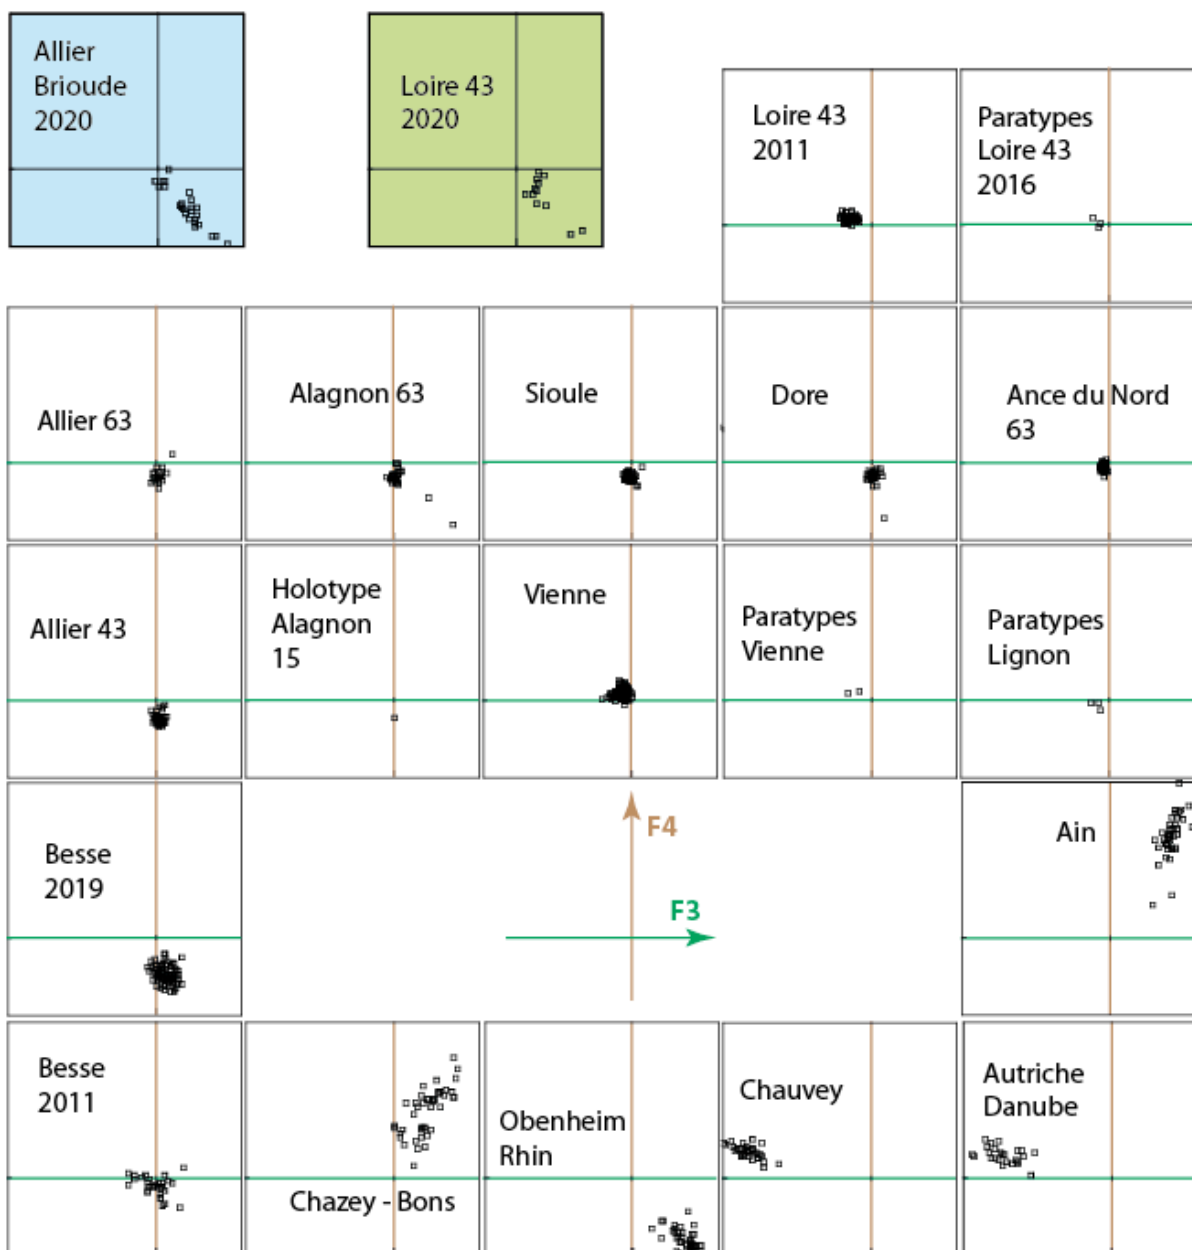 Allier
Brioude
2020
Loire 43
2020
Loire 43
2011
Paratypes
Loire 43
2016
Allier 63
Alagnon 63
Sioule
Dore
Ance du Nord
63
Allier 43
Holotype
Alagnon
15
Vienne
Paratypes
Vienne
Paratypes
Lignon
Besse
2019
F4
F3
Ain
Besse
2011
Chazey - Bons
Obenheim
Rhin
Chauvey
Autriche
Danube